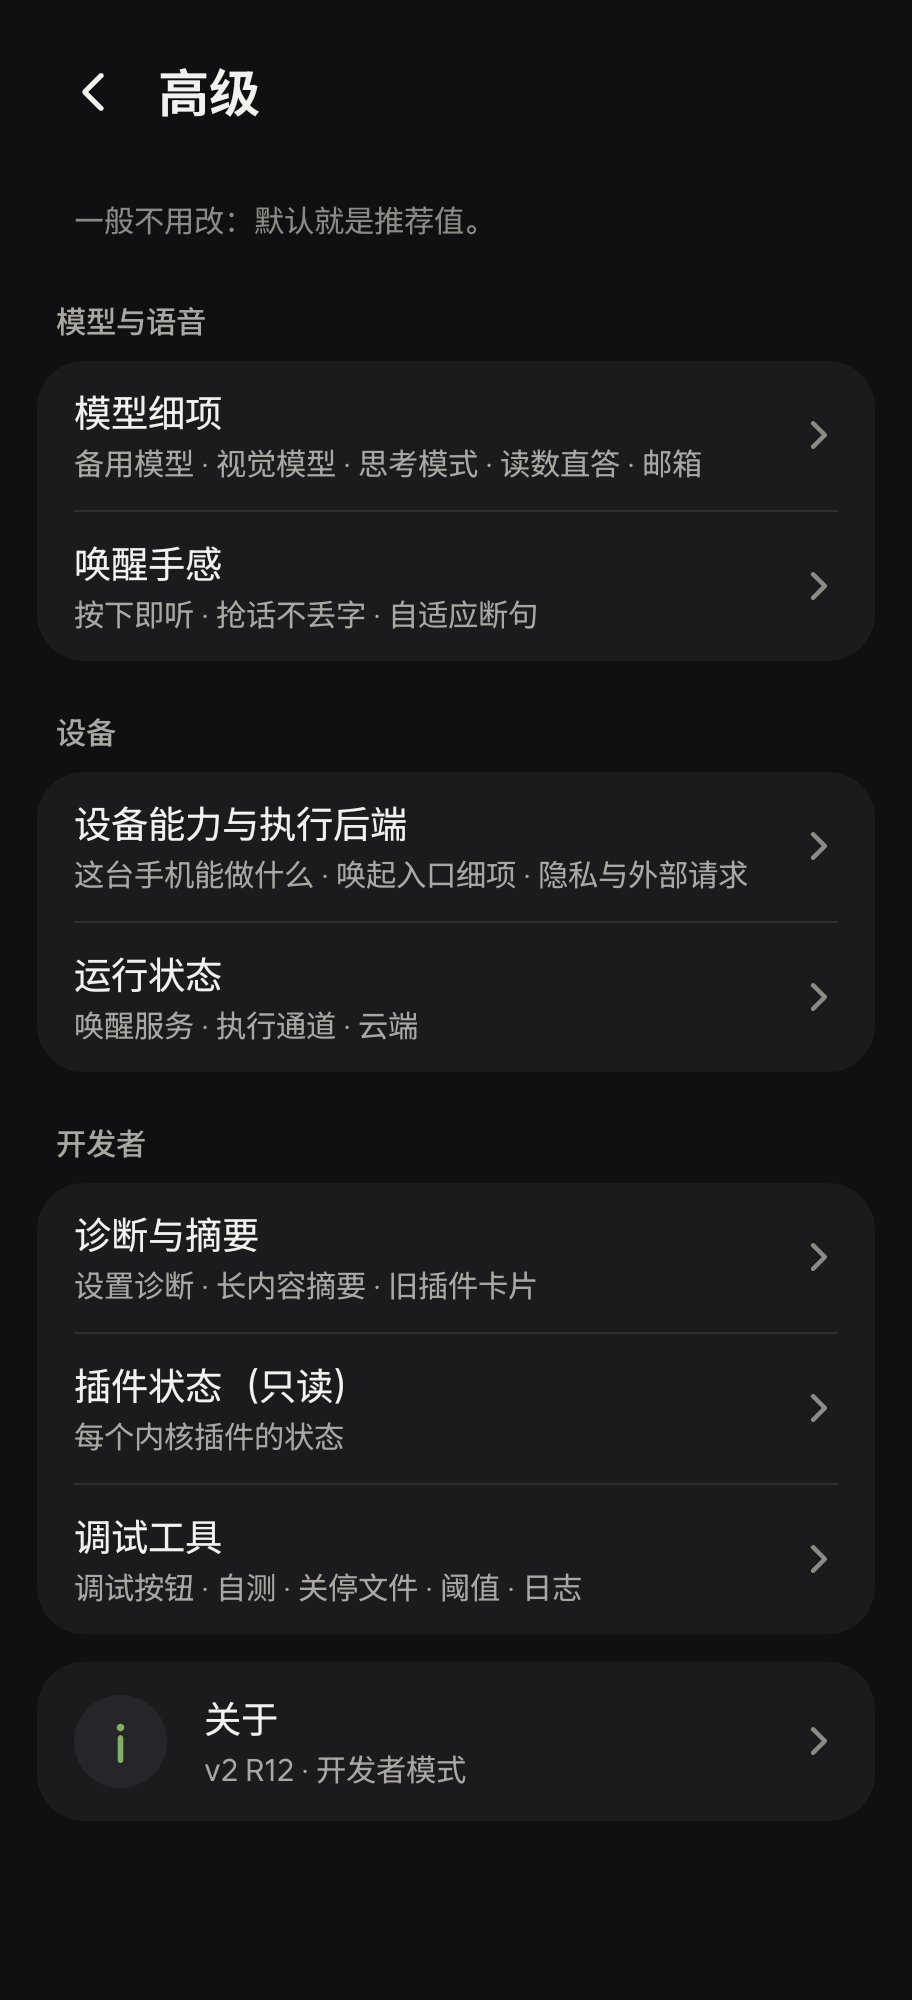 高级
一般不用改：默认就是推荐值。
模型与语音
模型细项
备用模型 · 视觉模型 · 思考模式 · 读数直答 · 邮箱
唤醒手感
按下即听 · 抢话不丢字 · 自适应断句
设备
设备能力与执行后端
这台手机能做什么 · 唤起入口细项 · 隐私与外部请求
运行状态
唤醒服务 · 执行通道 · 云端
开发者
诊断与摘要
设置诊断 · 长内容摘要 · 旧插件卡片
插件状态（只读）
每个内核插件的状态
调试工具
调试按钮 · 自测 · 关停文件 · 阈值 · 日志
关于
v2 R12 · 开发者模式